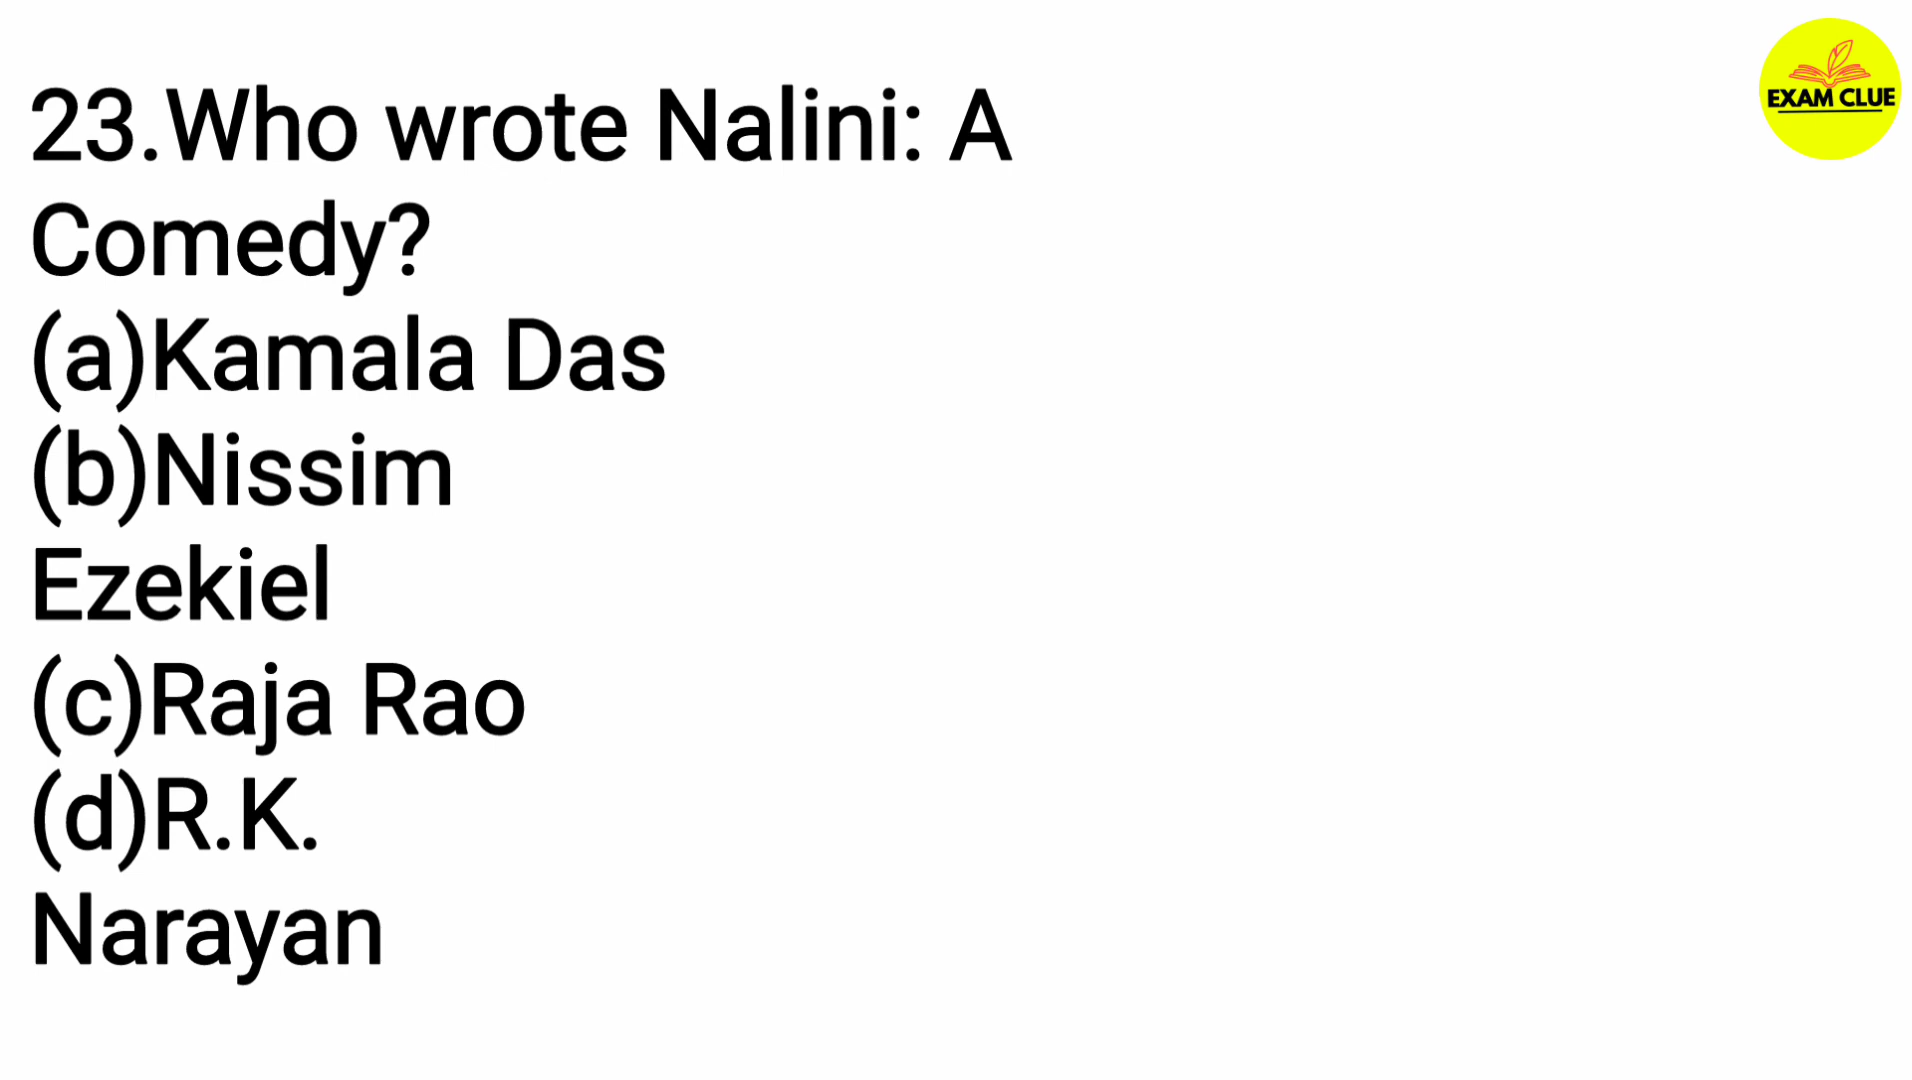 23.Who wrote Nalini: A
Comedy?
(a)Kamala Das
(b)Nissim
Ezekiel
(c)Raja Rao
(d)R.K.
Narayan
EXAM CLUE